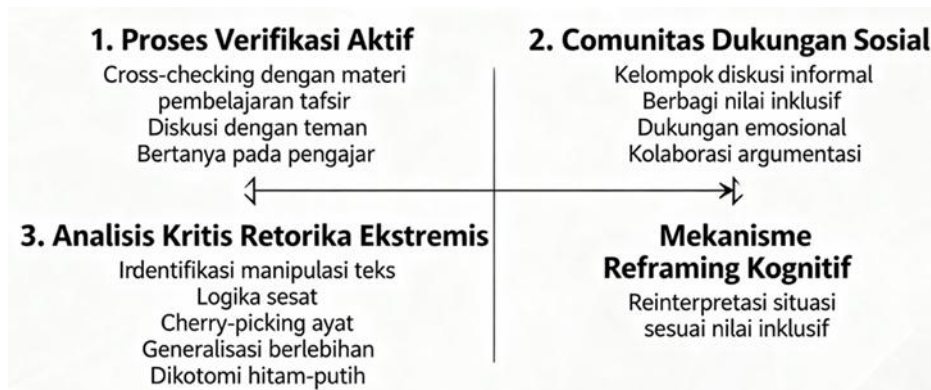 1. Proses Verifikasi Aktif
Cross-checking dengan materi
pembelajaran tafsir
Diskusi dengan teman
Bertanya pada pengajar
2. Comunitas Dukungan Sosial
Kelompok diskusi informal
Berbagi nilai inklusif
Dukungan emosional
Kolaborasi argumentasi
3. Analisis Kritis Retorika Ekstremis
Irdentifikasi manipulasi teks
Logika sesat
Cherry-picking ayat
Generalisasi berlebihan
Dikotomi hitam-putih
Mekanisme
Reframing Kognitif
Reinterpretasi situasi
sesuai nilai inklusif